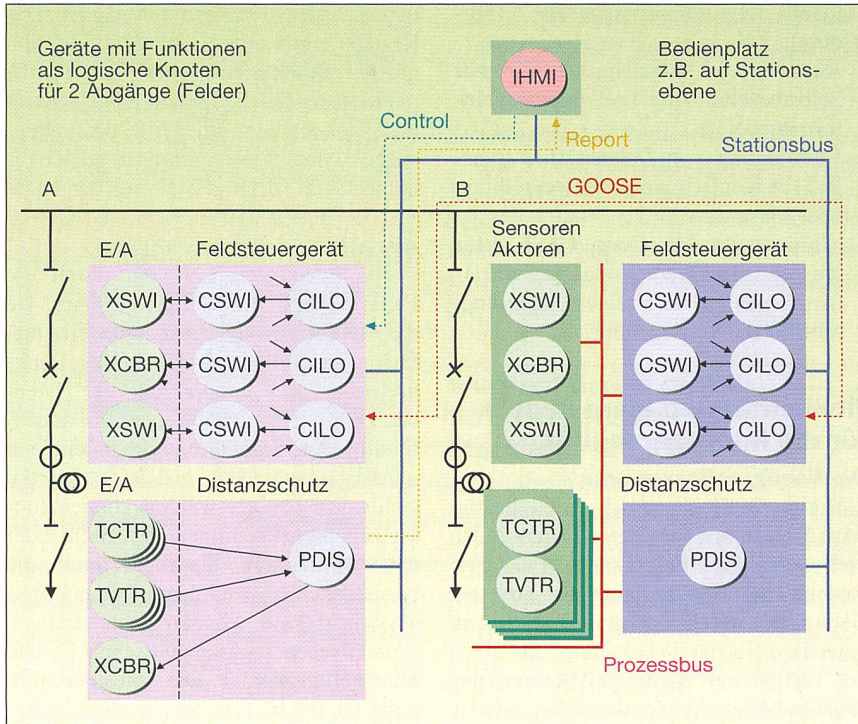 Geräte mit Funktionen
als logische Knoten
für 2 Abgänge (Felder)
IHMI
Bedienplatz
z.B. auf Stations-
ebene
Control
Report
Stationsbus
GOOSE
A
B
E/A
Feldsteuergerät
XSWI
CSWI
CILO
XCBR
CSWI
CILO
XSWI
CSWI
CILO
E/A
Distanzschutz
TCTR
TVTR
XCBR
PDIS
Sensoren
Aktoren
XSWI
XCBR
XSWI
Feldsteuergerät
CSWI
CILO
CSWI
CILO
CSWI
CILO
TCTR
TVTR
Distanzschutz
PDIS
Prozessbus